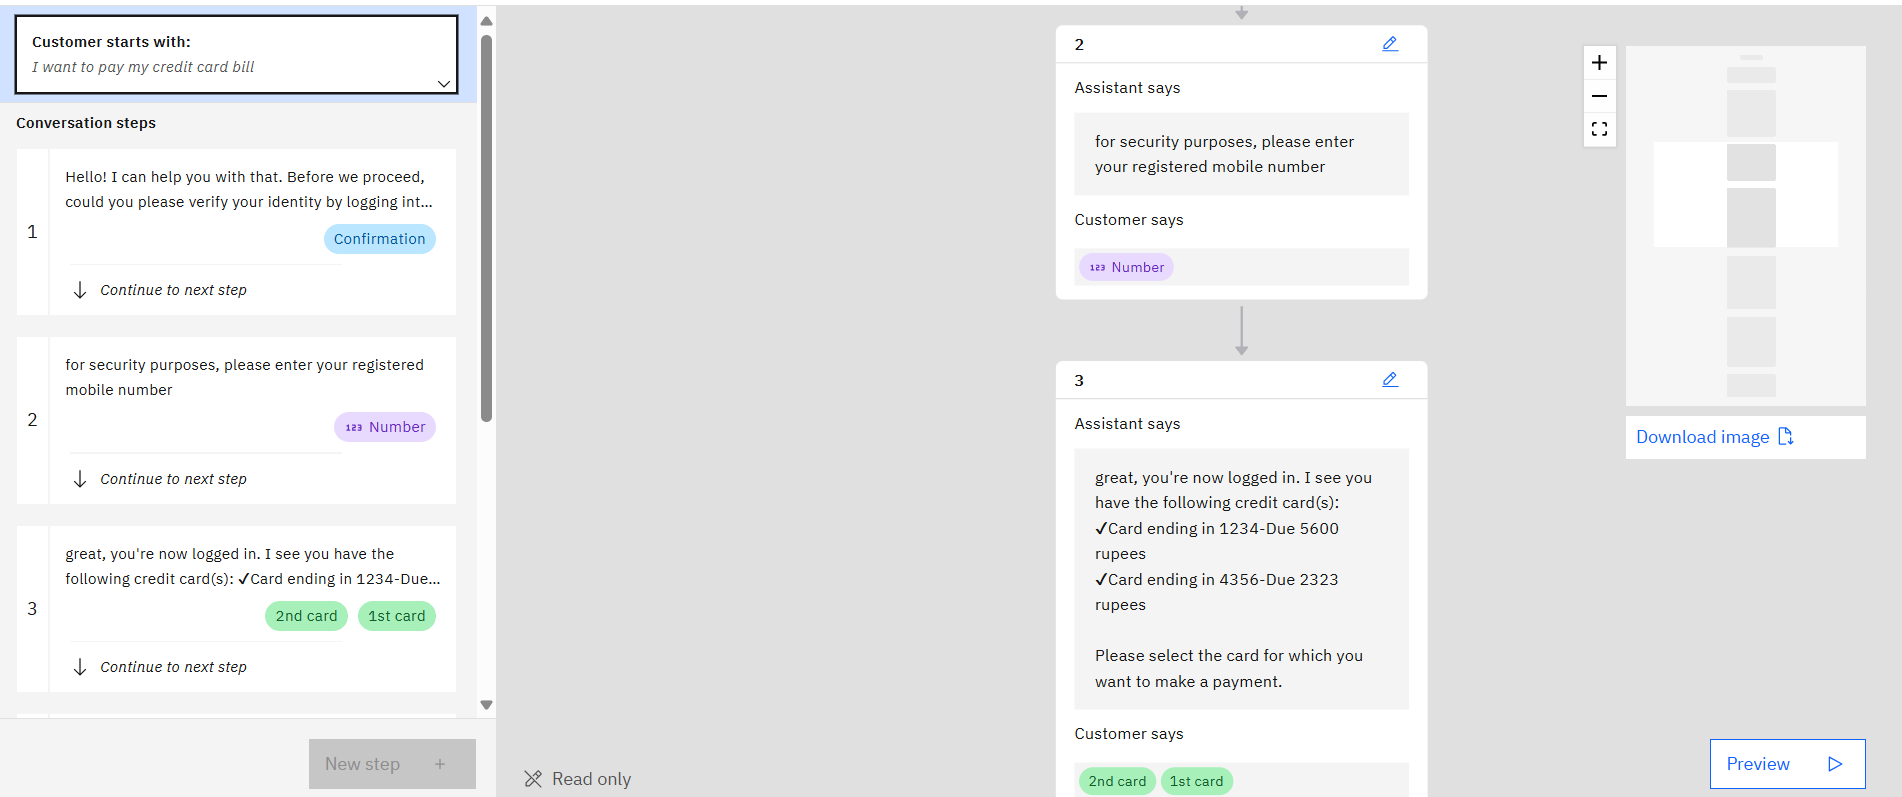 Customer starts with:
I want to pay my credit card bill
Conversation steps
1
Hello! I can help you with that. Before we proceed,
could you please verify your identity by logging int...
Confirmation
Continue to next step
2
for security purposes, please enter your registered
mobile number
123 Number
Continue to next step
3
great, you're now logged in. I see you have the
following credit card(s): ✔Card ending in 1234-Due...
2nd card 1st card
Continue to next step
New step +
2
Assistant says
for security purposes, please enter
your registered mobile number
Customer says
123 Number
3
Assistant says
great, you're now logged in. I see you
have the following credit card(s):
✔Card ending in 1234-Due 5600
rupees
✔Card ending in 4356-Due 2323
rupees
Please select the card for which you
want to make a payment.
Customer says
2nd card 1st card
Read only
Download image
Preview